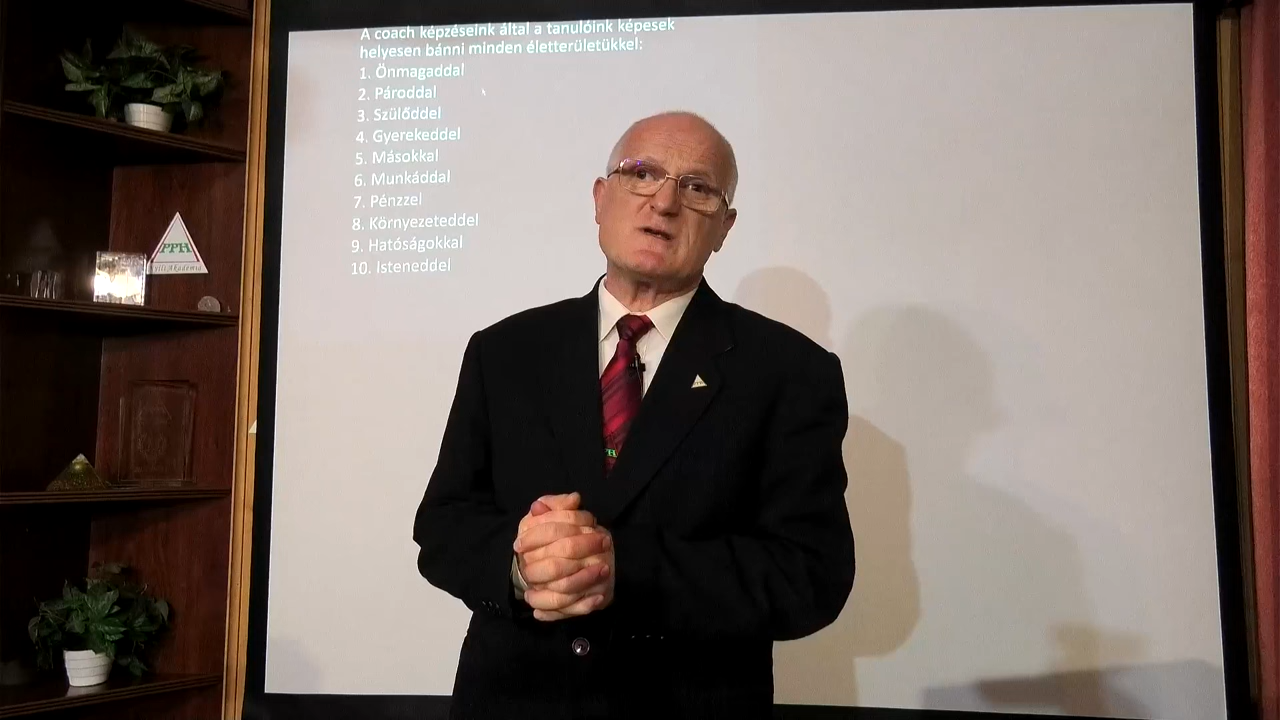 A coach képzéseink által a tanulóink képesek
helyesen bánni minden életterületükkel:
1. Önmagaddal
2. Pároddal
3. Szülőddel
4. Gyerekeddel
5. Másokkal
6. Munkáddal
7. Pénzzel
8. Környezeteddel
9. Hatóságokkal
10. Isteneddel
PPH
Akadémia